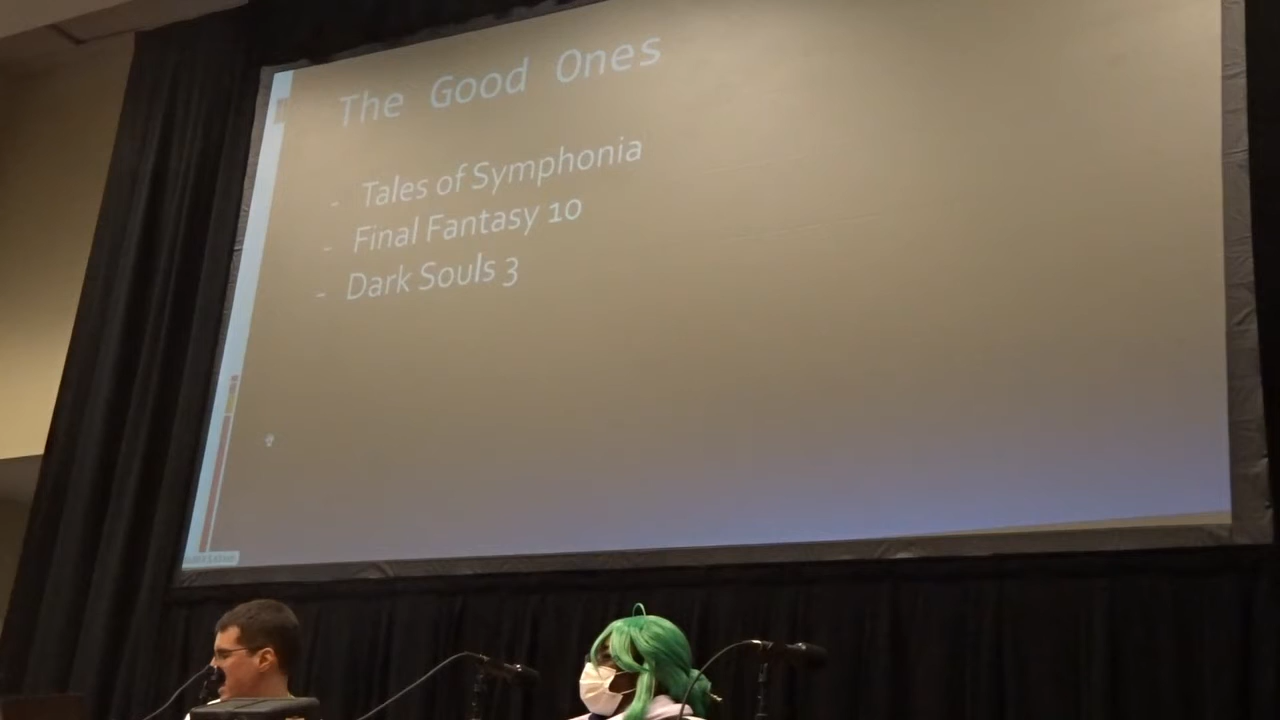 The Good Ones
- Tales of Symphonia
- Final Fantasy 10
- Dark Souls 3